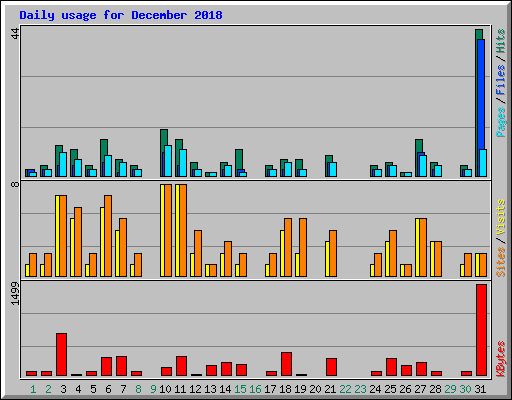 Daily usage for December 2018
44
Pages / Files / Hits
8
Sites / Visits
1499
KBytes
1 2 3 4 5 6 7 8 9 10 11 12 13 14 15 16 17 18 19 20 21 22 23 24 25 26 27 28 29 30 31